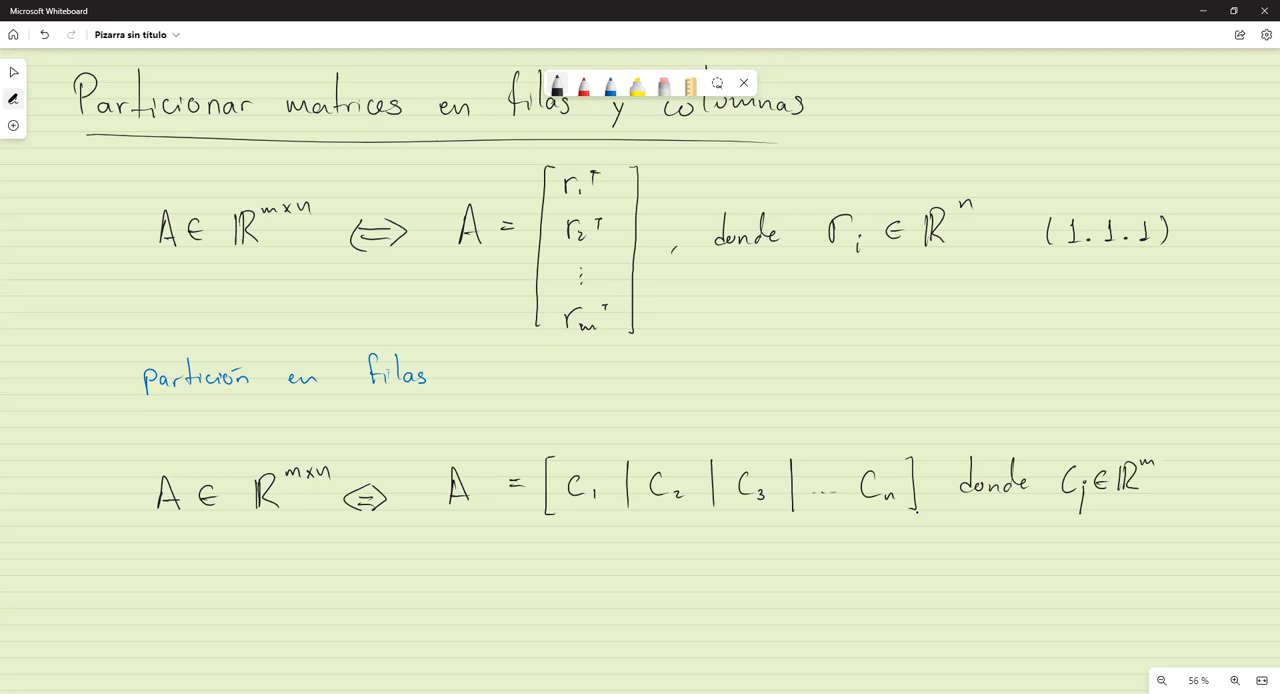 Microsoft Whiteboard
Pizarra sin título
Particionar matrices en filas y columnas
A ∈ ℝ^{m×n} ⇔ A = [r₁ᵀ r₂ᵀ ⋮ rₘᵀ], donde rᵢ ∈ ℝⁿ (1.1.1)
partición en filas
A ∈ ℝ^{m×n} ⇔ A = [C₁ | C₂ | C₃ | ... Cₙ] donde Cⱼ ∈ ℝᵐ
56 %